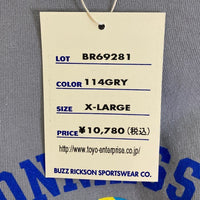 LOT BR69281
COLOR 114GRY
SIZE X-LARGE
PRICE ¥10,780(税込)
http://www.toyo-enterprise.co.jp
BUZZ RICKSON SPORTSWEAR CO.